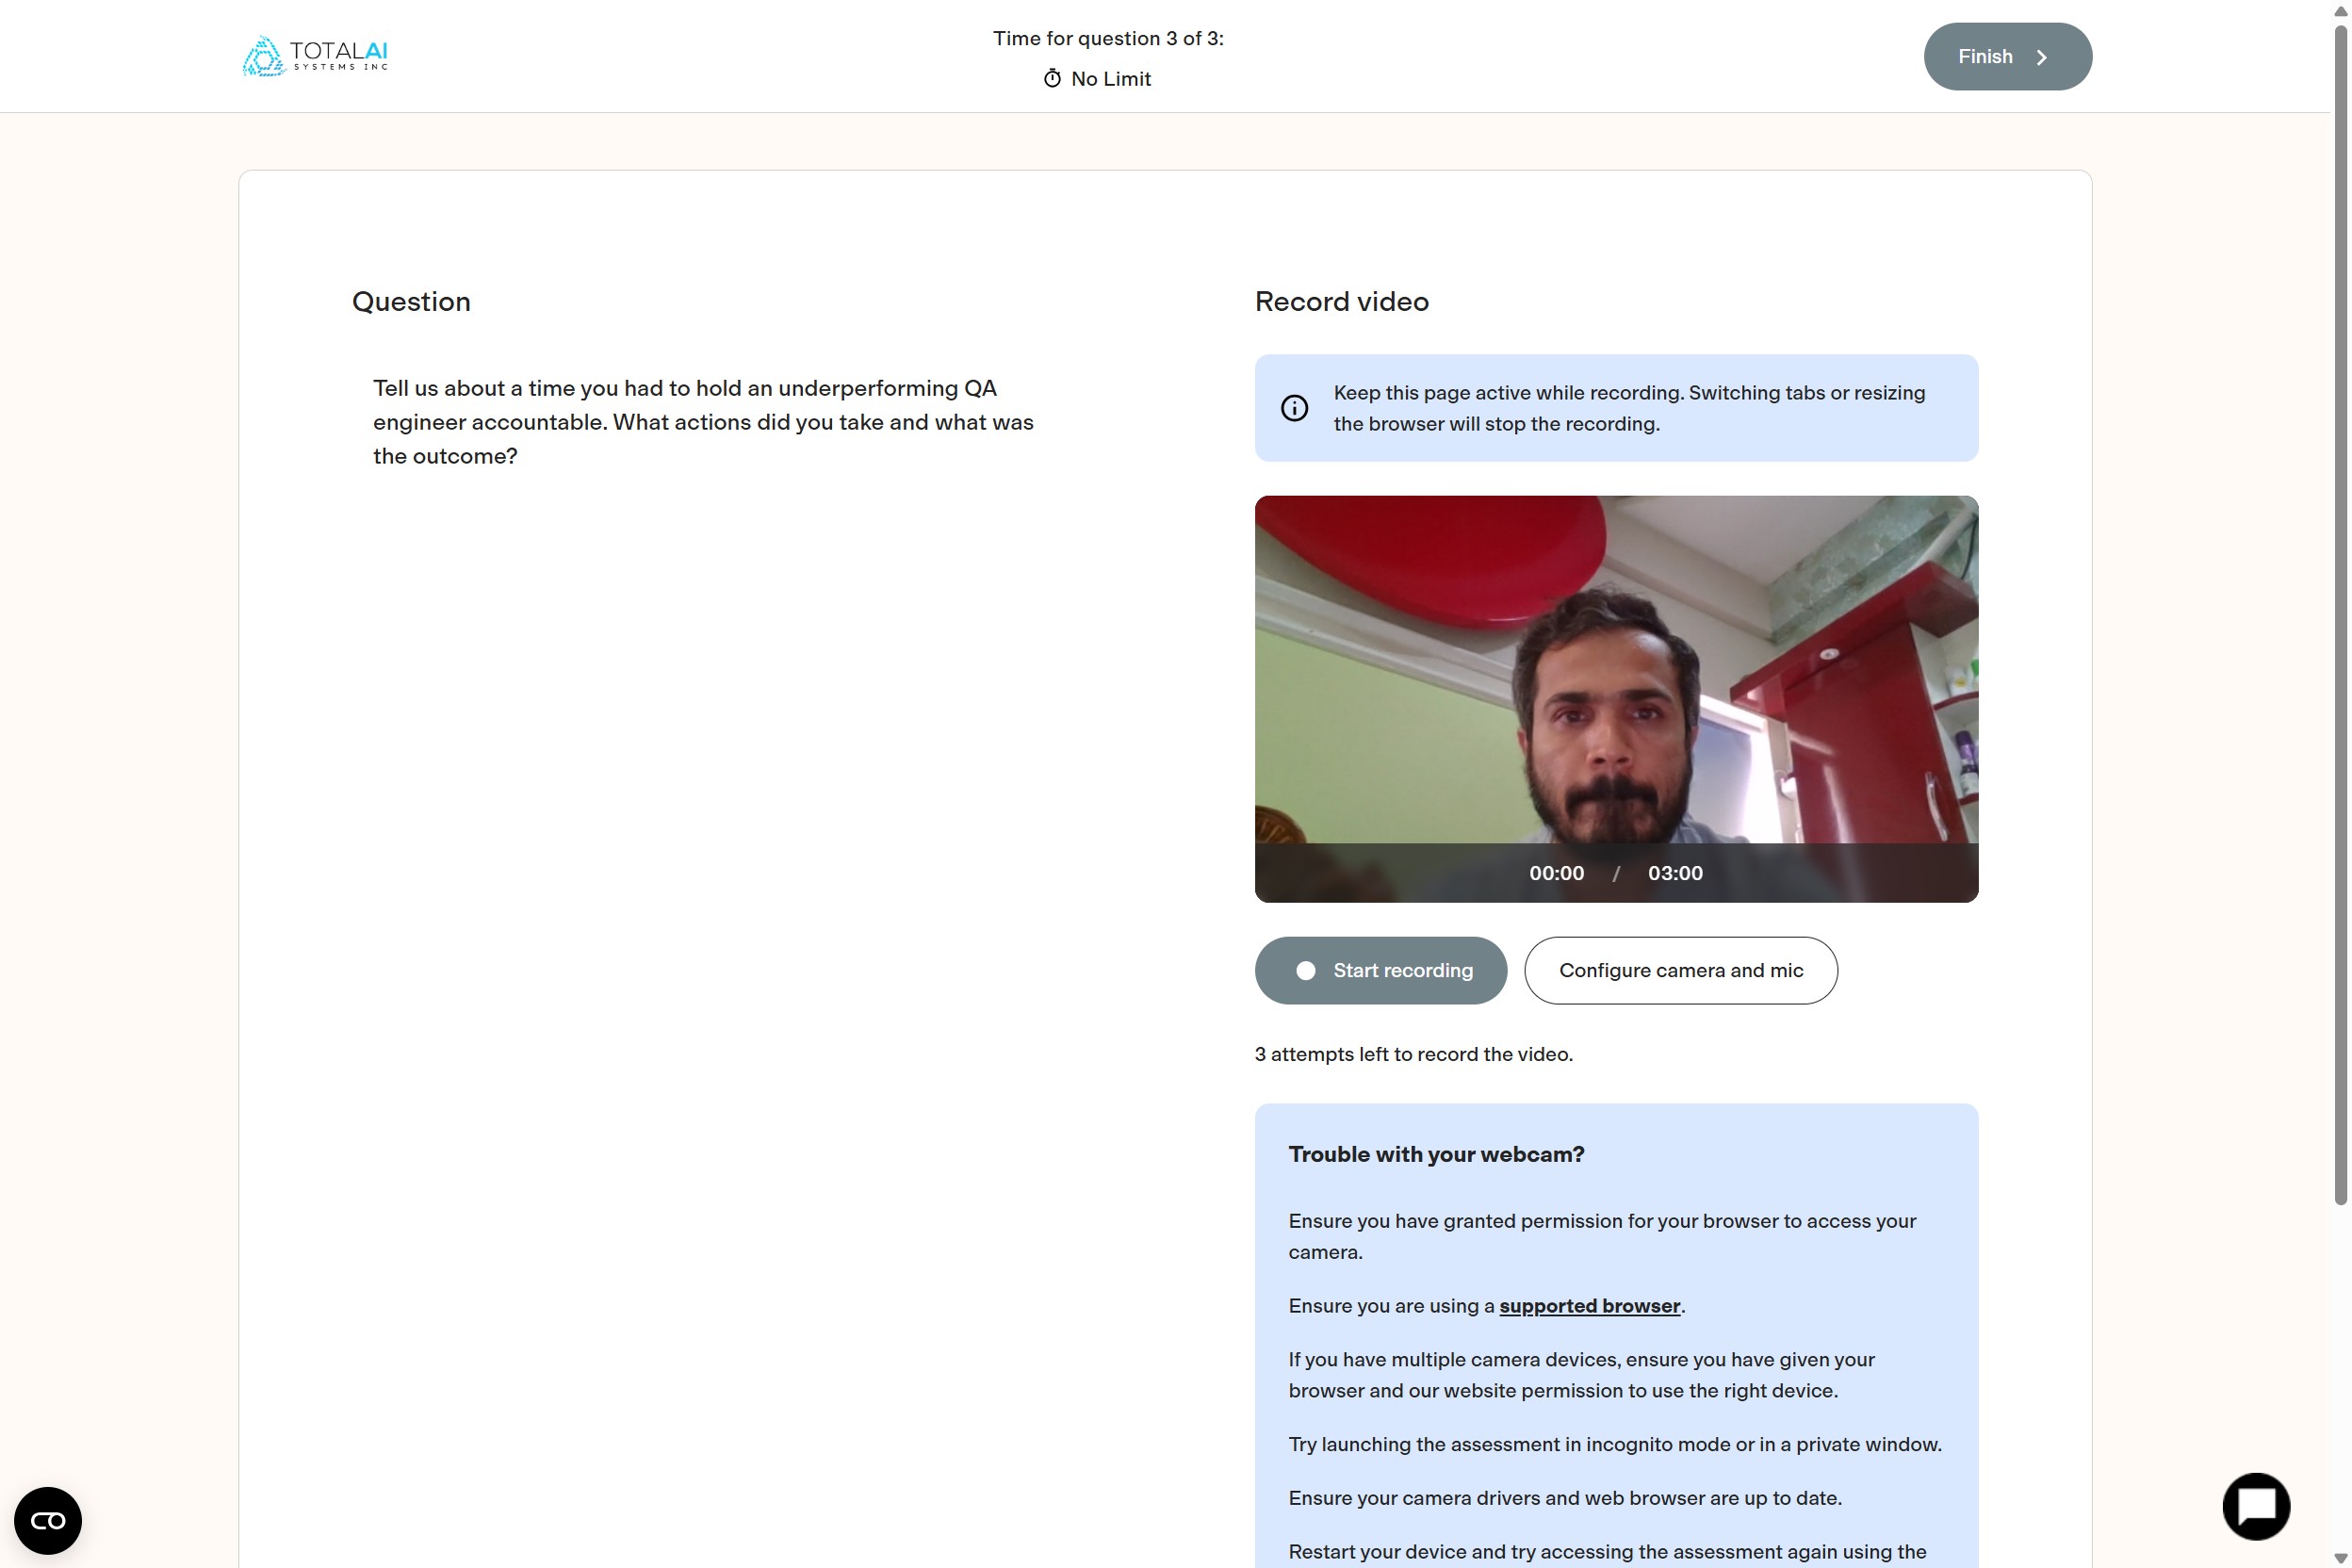 TOTALAI
SYSTEMS INC
Time for question 3 of 3:
No Limit
Finish
Question
Tell us about a time you had to hold an underperforming QA
engineer accountable. What actions did you take and what was
the outcome?
Record video
Keep this page active while recording. Switching tabs or resizing
the browser will stop the recording.
00:00 / 03:00
Start recording
Configure camera and mic
3 attempts left to record the video.
Trouble with your webcam?
Ensure you have granted permission for your browser to access your
camera.
Ensure you are using a supported browser.
If you have multiple camera devices, ensure you have given your
browser and our website permission to use the right device.
Try launching the assessment in incognito mode or in a private window.
Ensure your camera drivers and web browser are up to date.
Restart your device and try accessing the assessment again using the